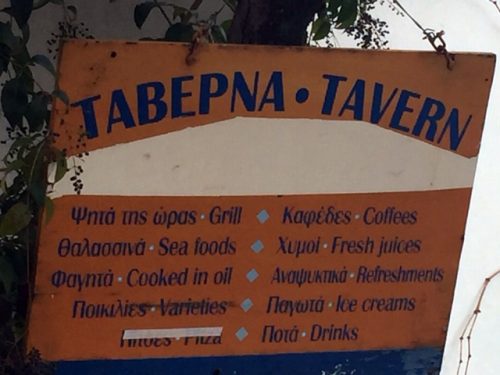 ΤΑΒΕΡΝΑ • TAVERN
Ψητά της ώρας • Grill ◆ Καφέδες • Coffees
Θαλασσινά • Sea foods ◆ Χυμοί • Fresh juices
Φαγητά • Cooked in oil ◆ Αναψυκτικά • Refreshments
Ποικιλίες • Varieties ◆ Παγωτά • Ice creams
Pitza ◆ Ποτά • Drinks